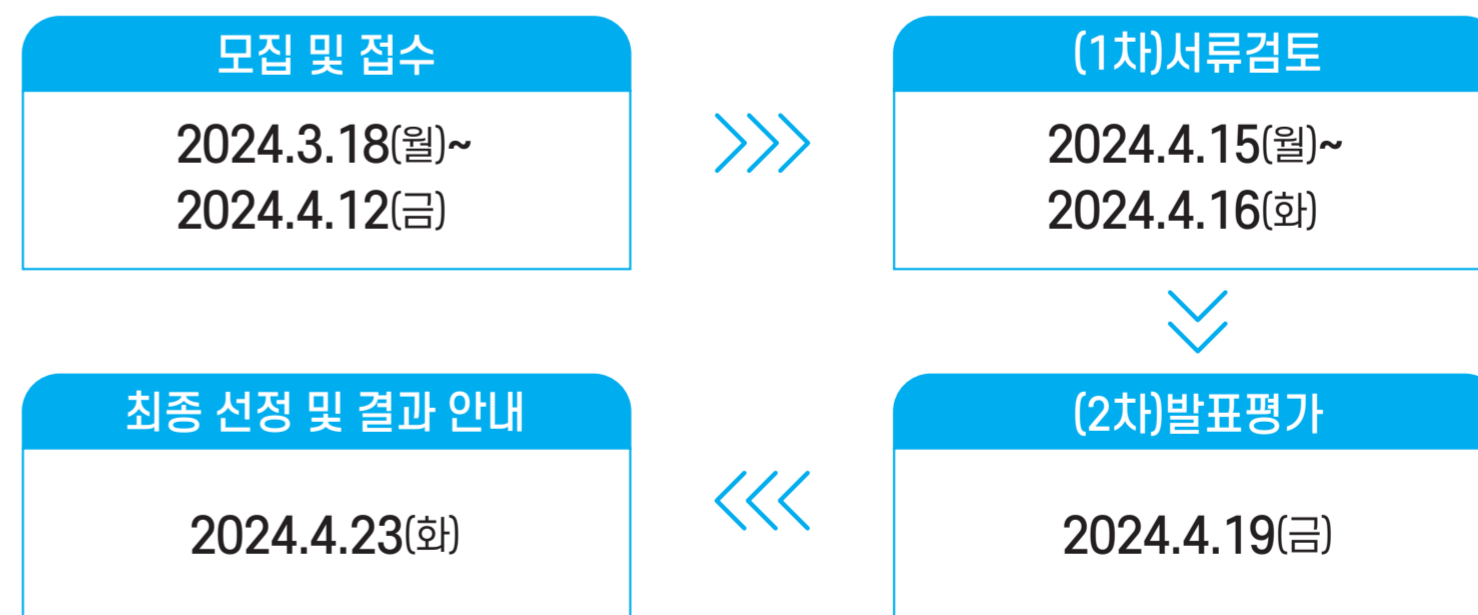 모집 및 접수
2024.3.18(월)~
2024.4.12(금)
(1차)서류검토
2024.4.15(월)~
2024.4.16(화)
(2차)발표평가
2024.4.19(금)
최종 선정 및 결과 안내
2024.4.23(화)